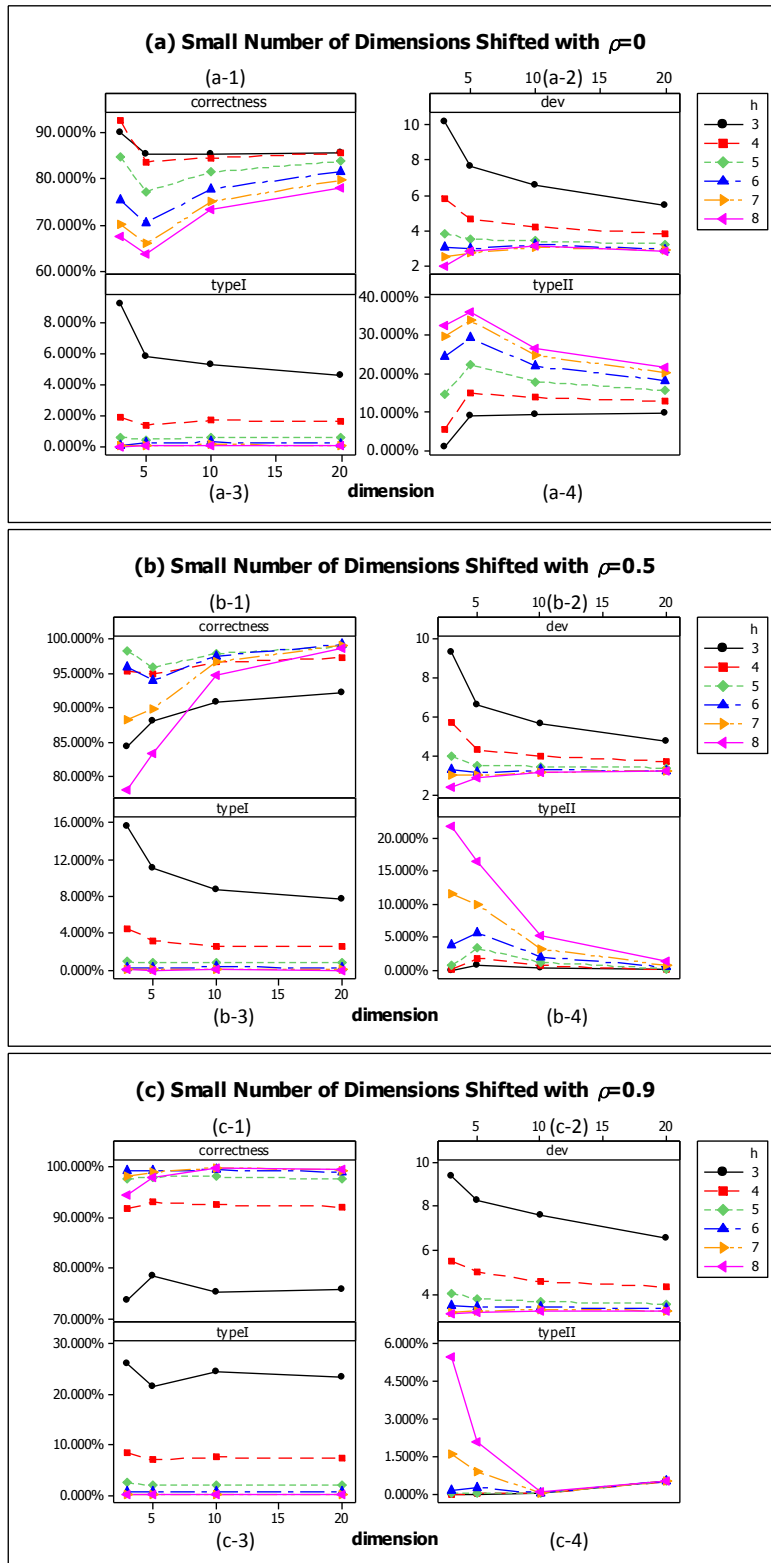 (a) Small Number of Dimensions Shifted with ρ=0
(a-1)
5 10 (a-2) 15 20
correctness
dev
h
3
4
5
6
7
8
90.000%
80.000%
70.000%
60.000%
10
8
6
4
2
typeI
typeII
8.000%
6.000%
4.000%
2.000%
0.000%
40.000%
30.000%
20.000%
10.000%
0.000%
5 10 15 20
(a-3)
dimension
(a-4)
(b) Small Number of Dimensions Shifted with ρ=0.5
(b-1)
5 10 (b-2) 15 20
correctness
dev
h
3
4
5
6
7
8
100.000%
95.000%
90.000%
85.000%
80.000%
10
8
6
4
2
typeI
typeII
16.000%
12.000%
8.000%
4.000%
0.000%
20.000%
15.000%
10.000%
5.000%
0.000%
5 10 15 20
(b-3)
dimension
(b-4)
(c) Small Number of Dimensions Shifted with ρ=0.9
(c-1)
5 10 (c-2) 15 20
correctness
dev
h
3
4
5
6
7
8
100.000%
90.000%
80.000%
70.000%
10
8
6
4
typeI
typeII
30.000%
20.000%
10.000%
0.000%
6.000%
4.500%
3.000%
1.500%
0.000%
5 10 15 20
(c-3)
dimension
(c-4)